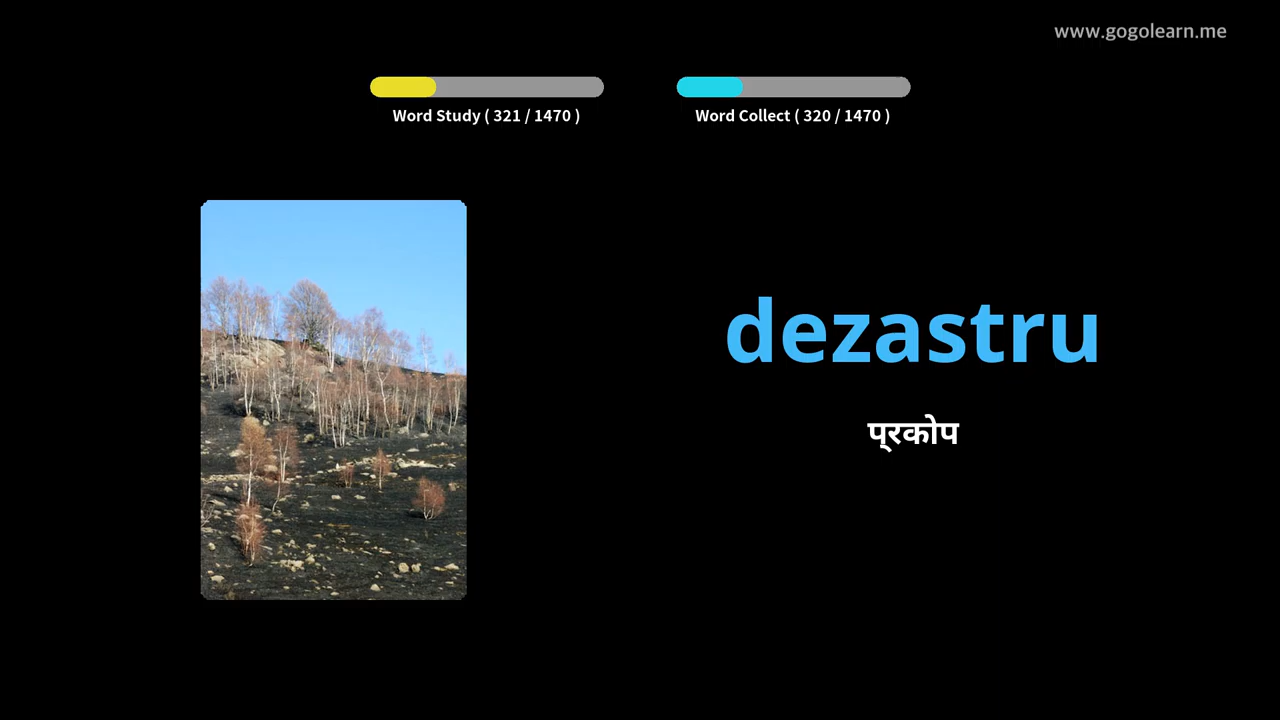 www.gogolearn.me
Word Study ( 321 / 1470 )
Word Collect ( 320 / 1470 )
dezastru
प्रकोप